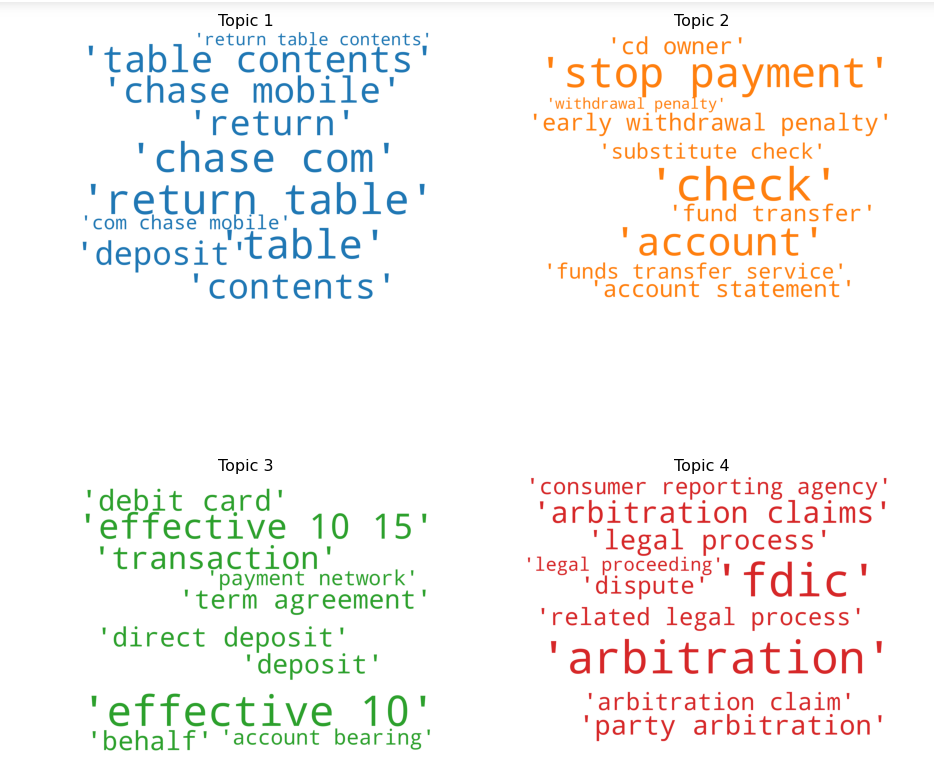 Topic 1
'return table contents'
'table contents'
'chase mobile'
'return'
'chase com'
'return table'
'com chase mobile'
'table'
'deposit'
'contents'
Topic 2
'cd owner'
'stop payment'
'withdrawal penalty'
'early withdrawal penalty'
'substitute check'
'check'
'fund transfer'
'account'
'funds transfer service'
'account statement'
Topic 3
'debit card'
'effective 10 15'
'transaction'
'payment network'
'term agreement'
'direct deposit'
'deposit'
'effective 10'
'behalf'
'account bearing'
Topic 4
'consumer reporting agency'
'arbitration claims'
'legal process'
'legal proceeding'
'fdic'
'dispute'
'related legal process'
'arbitration'
'arbitration claim'
'party arbitration'